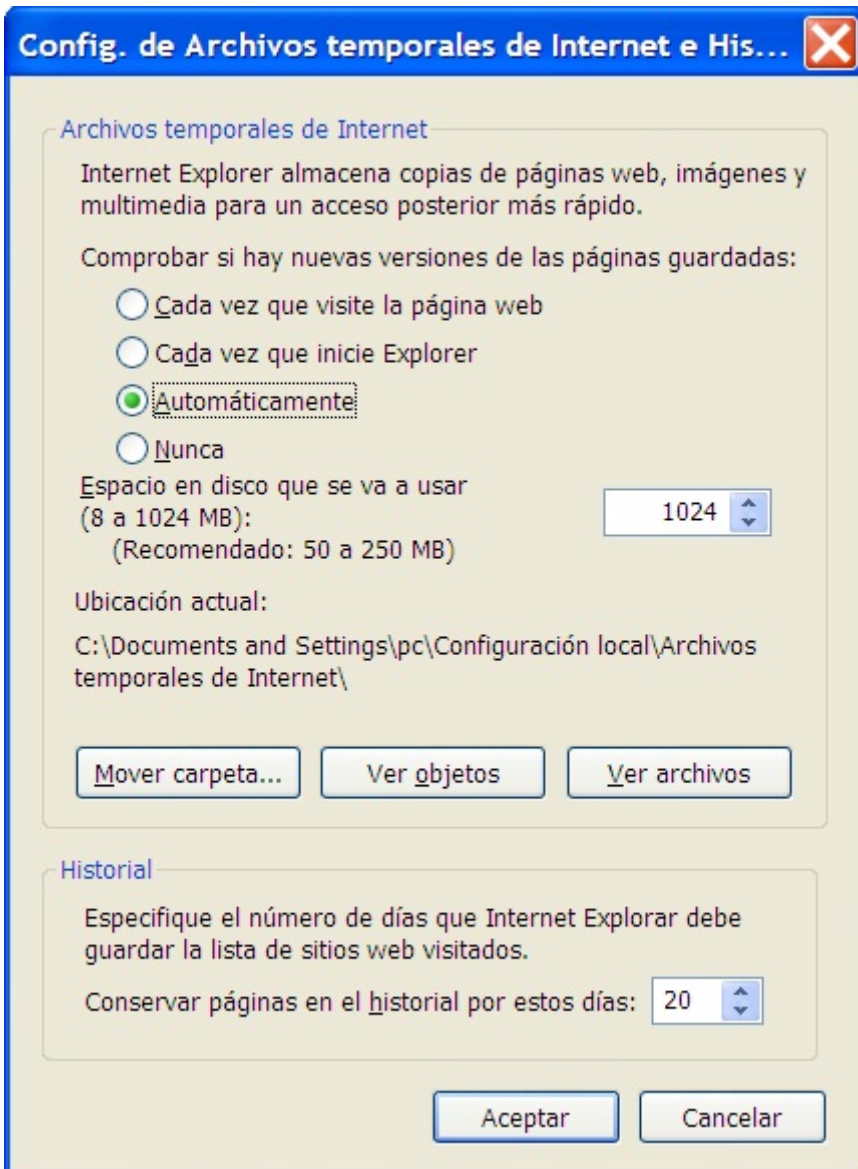 Config. de Archivos temporales de Internet e His...
Archivos temporales de Internet
Internet Explorer almacena copias de páginas web, imágenes y
multimedia para un acceso posterior más rápido.
Comprobar si hay nuevas versiones de las páginas guardadas:
Cada vez que visite la página web
Cada vez que inicie Explorer
Automáticamente
Nunca
Espacio en disco que se va a usar
(8 a 1024 MB):
1024
(Recomendado: 50 a 250 MB)
Ubicación actual:
C:\Documents and Settings\pc\Configuración local\Archivos
temporales de Internet\
Mover carpeta... Ver objetos Ver archivos
Historial
Especifique el número de días que Internet Explorar debe
guardar la lista de sitios web visitados.
Conservar páginas en el historial por estos días: 20
Aceptar Cancelar